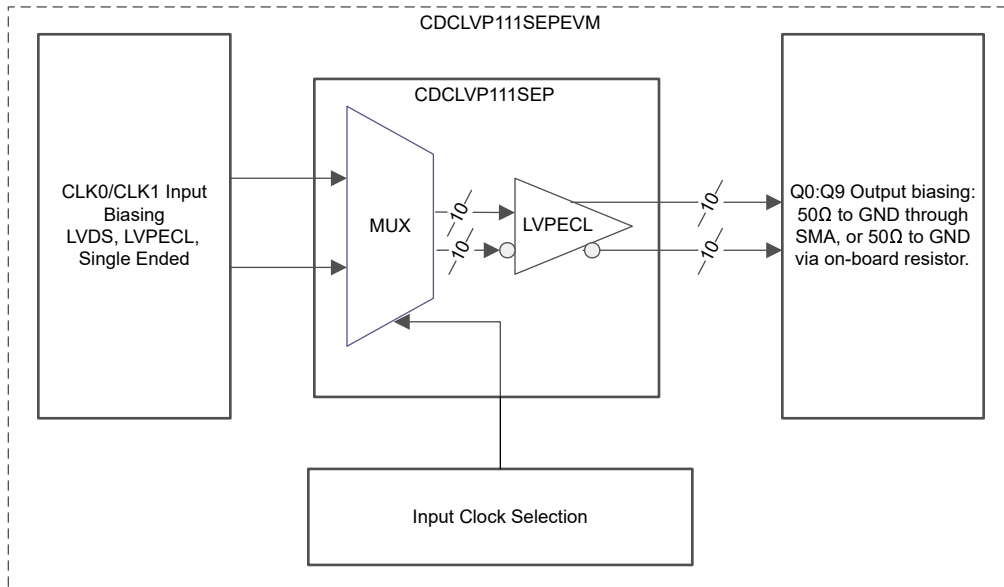 CDCLVP111SEPEVM
CDCLVP111SEP
CLK0/CLK1 Input
Biasing
LVDS, LVPECL,
Single Ended
MUX
10
10
LVPECL
10
10
Q0:Q9 Output biasing:
50Ω to GND through
SMA, or 50Ω to GND
via on-board resistor.
Input Clock Selection